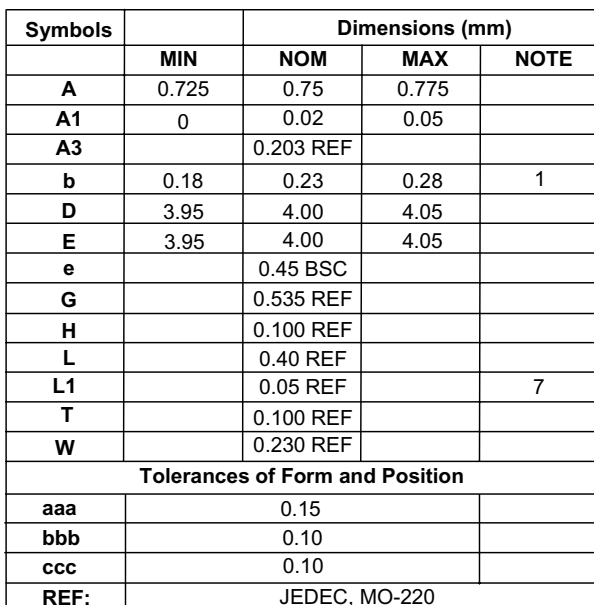 Symbols Dimensions (mm)
MIN NOM MAX NOTE
A 0.725 0.75 0.775
A1 0 0.02 0.05
A3 0.203 REF
b 0.18 0.23 0.28 1
D 3.95 4.00 4.05
E 3.95 4.00 4.05
e 0.45 BSC
G 0.535 REF
H 0.100 REF
L 0.40 REF
L1 0.05 REF 7
T 0.100 REF
W 0.230 REF
Tolerances of Form and Position
aaa 0.15
bbb 0.10
ccc 0.10
REF: JEDEC, MO-220